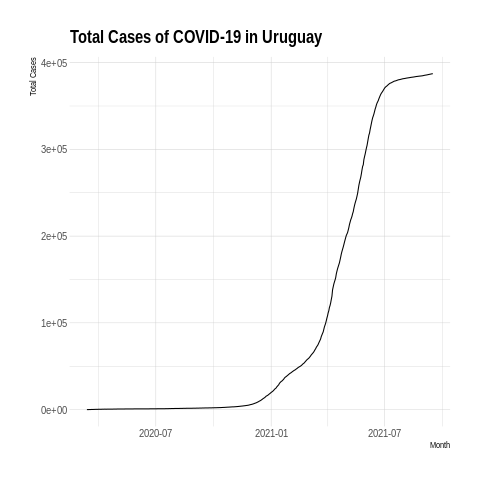 Total Cases of COVID-19 in Uruguay
Total Cases
4e+05
3e+05
2e+05
1e+05
0e+00
2020-07
2021-01
2021-07
Month